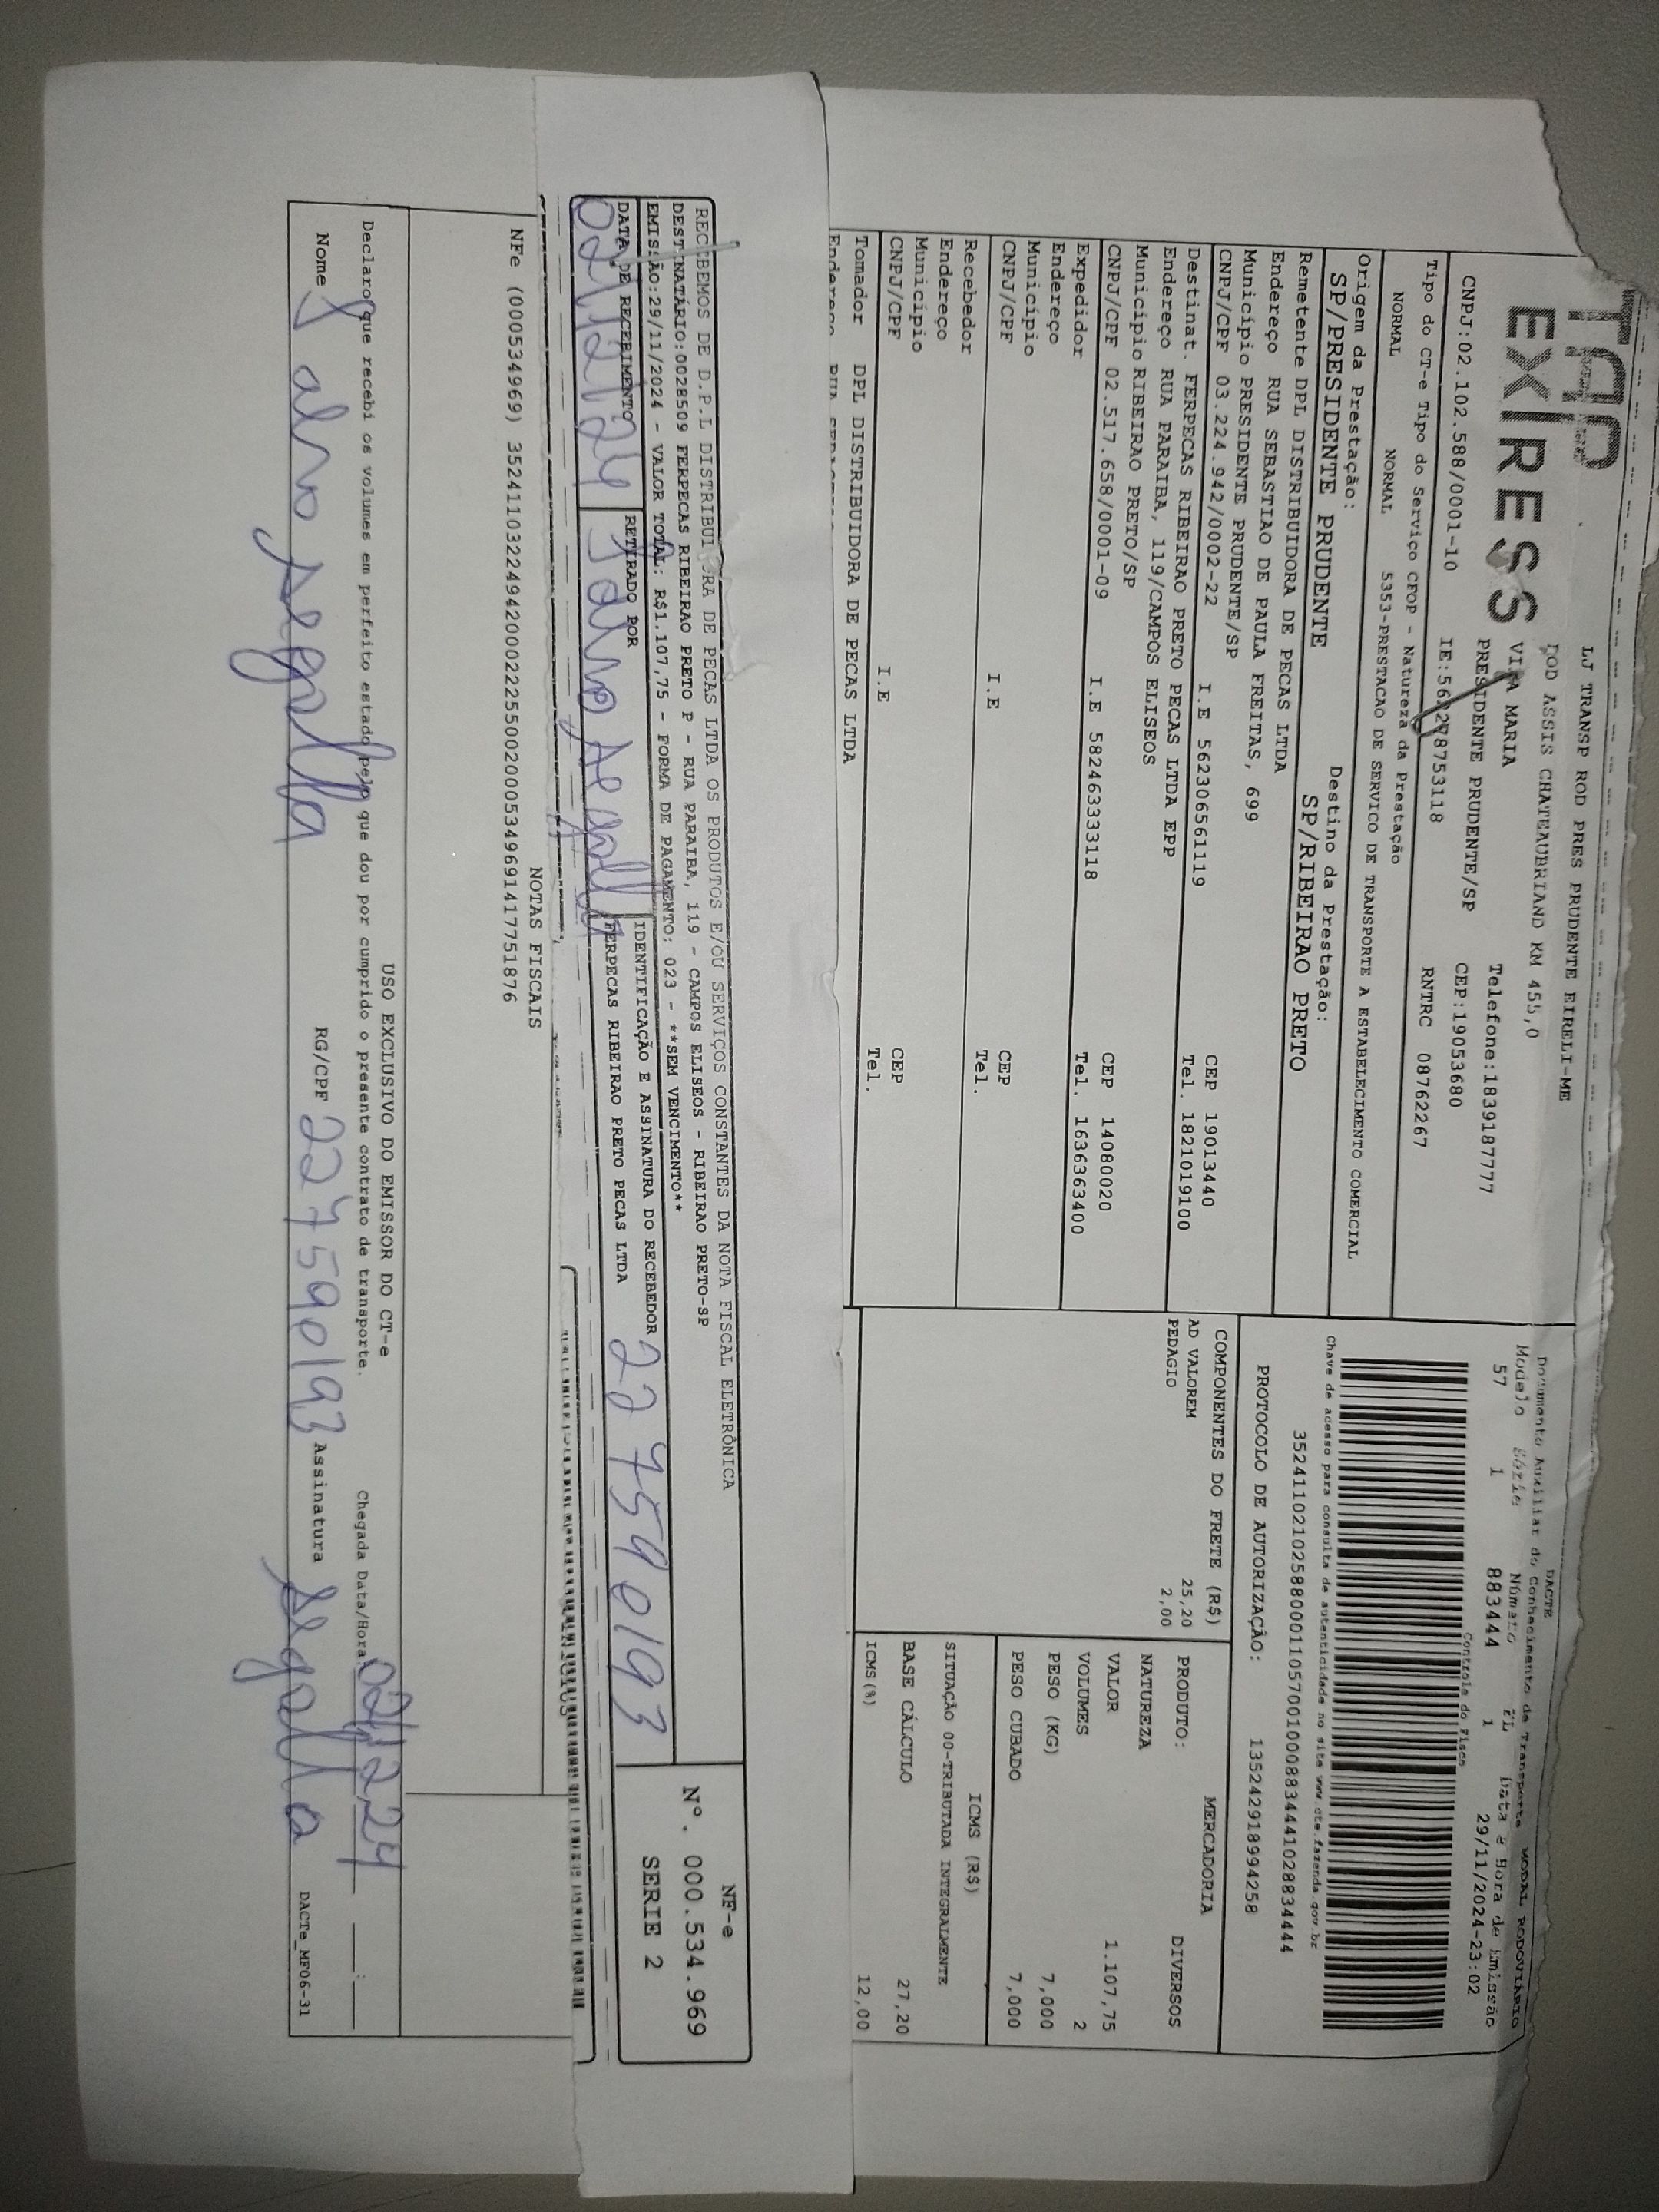 TAP
EXPRESS
LJ TRANSP ROD PRES PRUDENTE EIRELI-ME
ROD ASSIS CHATEAUBRIAND KM 455,0
VILA MARIA Telefone:1839187777
PRESIDENTE PRUDENTE/SP CEP:19053680
CNPJ:02.102.588/0001-10 IE:562278753118 RNTRC 08762267
Tipo do CT-e Tipo do Serviço CFOP - Natureza da Prestação
NORMAL NORMAL 5353-PRESTACAO DE SERVICO DE TRANSPORTE A ESTABELECIMENTO COMERCIAL
Origem da Prestação: Destino da Prestação:
SP/PRESIDENTE PRUDENTE SP/RIBEIRAO PRETO
Remetente DPL DISTRIBUIDORA DE PECAS LTDA
Endereço RUA SEBASTIAO DE PAULA FREITAS, 699
Município PRESIDENTE PRUDENTE/SP CEP 19013440
CNPJ/CPF 03.224.942/0002-22 I.E 562306561119 Tel. 1821019100
Destinat. FERPECAS RIBEIRAO PRETO PECAS LTDA EPP
Endereço RUA PARAIBA, 119/CAMPOS ELISEOS
Município RIBEIRAO PRETO/SP CEP 14080020
CNPJ/CPF 02.517.658/0001-09 I.E 582463333118 Tel. 1636363400
Expedidor
Endereço
Município CEP
CNPJ/CPF I.E Tel.
Recebedor
Endereço
Município CEP
CNPJ/CPF I.E Tel.
Tomador DPL DISTRIBUIDORA DE PECAS LTDA
Endereço
DACTE
Documento Auxiliar do Conhecimento de Transporte MODAL RODOVIÁRIO
Modelo Série Número FL Data e Hora de Emissão
57 1 883444 1 29/11/2024-23:02
Controle do Fisco
Chave de acesso para consulta de autenticidade no site www.cte.fazenda.gov.br
35241102102588000110570010008834441028834444
PROTOCOLO DE AUTORIZAÇÃO: 135242918994258
COMPONENTES DO FRETE (R$)
AD VALOREM 25,20
PEDAGIO 2,00
MERCADORIA
PRODUTO: DIVERSOS
NATUREZA
VALOR 1.107,75
VOLUMES 2
PESO (KG) 7,000
PESO CUBADO 7,000
ICMS (R$)
SITUAÇÃO 00-TRIBUTADA INTEGRALMENTE
BASE CÁLCULO 27,20
ICMS(%) 12,00
RECEBEMOS DE D.P.L DISTRIBUIDORA DE PECAS LTDA OS PRODUTOS E/OU SERVIÇOS CONSTANTES DA NOTA FISCAL ELETRÔNICA
DESTINATÁRIO:0028509 FERPECAS RIBEIRAO PRETO P - RUA PARAIBA, 119 - CAMPOS ELISEOS - RIBEIRAO PRETO-SP
EMISSÃO:29/11/2024 - VALOR TOTAL: R$1.107,75 - FORMA DE PAGAMENTO: 023 - **SEM VENCIMENTO**
DATA DE RECEBIMENTO RETIRADO POR IDENTIFICAÇÃO E ASSINATURA DO RECEBEDOR
FERPECAS RIBEIRAO PRETO PECAS LTDA
02/12/24 Jalno Segalla 227590193
NF-e
N°. 000.534.969
SERIE 2
NOTAS FISCAIS
NFe (000534969) 35241103224942000222550020005349691417751876
USO EXCLUSIVO DO EMISSOR DO CT-e
Declaro que recebi os volumes em perfeito estado pelo que dou por cumprido o presente contrato de transporte. Chegada Data/Hora: 02/12/24 __:__
Nome Jalno Segalla RG/CPF 227590193 Assinatura Segalla
DACTe_MF06-31